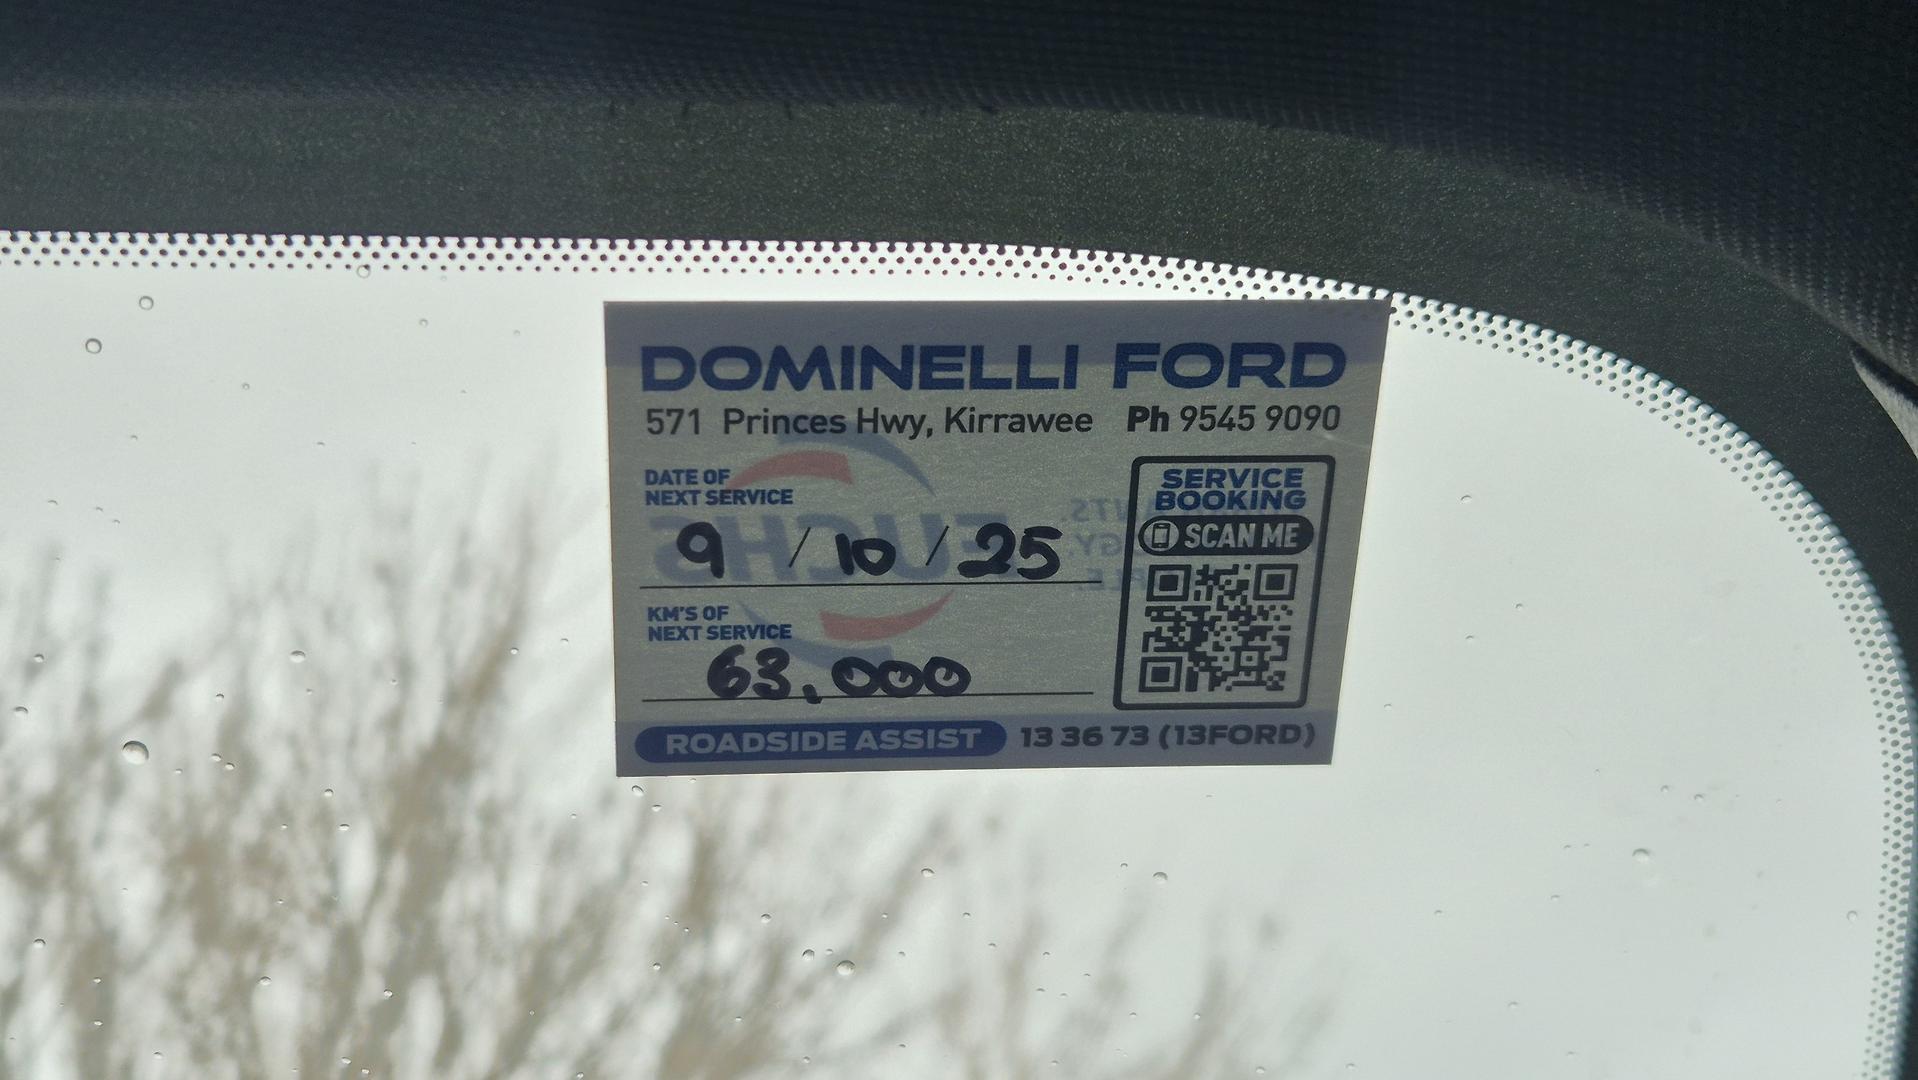 DOMINELLI FORD
571 Princes Hwy, Kirrawee Ph 9545 9090
DATE OF
NEXT SERVICE
9 / 10 / 25
KM'S OF
NEXT SERVICE
63,000
SERVICE
BOOKING
SCAN ME
ROADSIDE ASSIST 13 36 73 (13FORD)
FUCHS